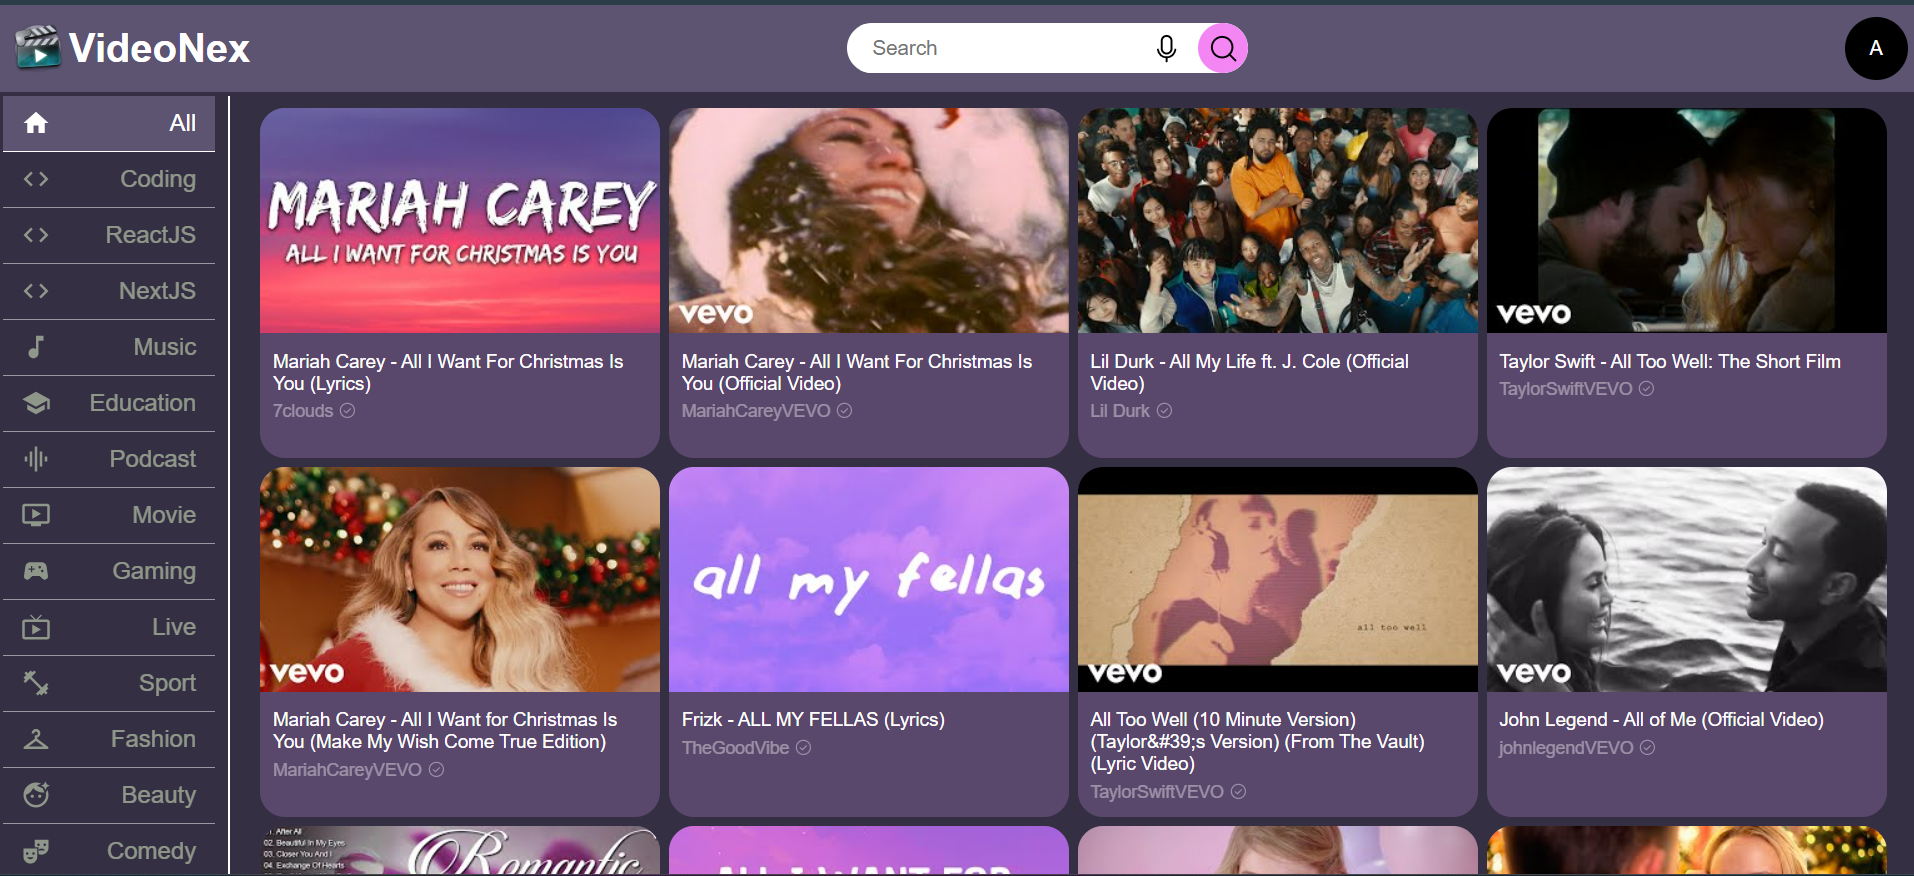 VideoNex
Search
A
All
Coding
ReactJS
NextJS
Music
Education
Podcast
Movie
Gaming
Live
Sport
Fashion
Beauty
Comedy
MARIAH CAREY
ALL I WANT FOR CHRISTMAS IS YOU
Mariah Carey - All I Want For Christmas Is
You (Lyrics)
7clouds
vevo
Mariah Carey - All I Want For Christmas Is
You (Official Video)
MariahCareyVEVO
Lil Durk - All My Life ft. J. Cole (Official
Video)
Lil Durk
vevo
Taylor Swift - All Too Well: The Short Film
TaylorSwiftVEVO
vevo
Mariah Carey - All I Want for Christmas Is
You (Make My Wish Come True Edition)
MariahCareyVEVO
all my fellas
Frizk - ALL MY FELLAS (Lyrics)
TheGoodVibe
all too well
vevo
All Too Well (10 Minute Version)
(Taylor&#39;s Version) (From The Vault)
(Lyric Video)
TaylorSwiftVEVO
vevo
John Legend - All of Me (Official Video)
johnlegendVEVO
01. After All
02. Beautiful In My Eyes
03. Closer You And I
04. Exchange Of Hearts
Romantic
ALL I WANT FOR